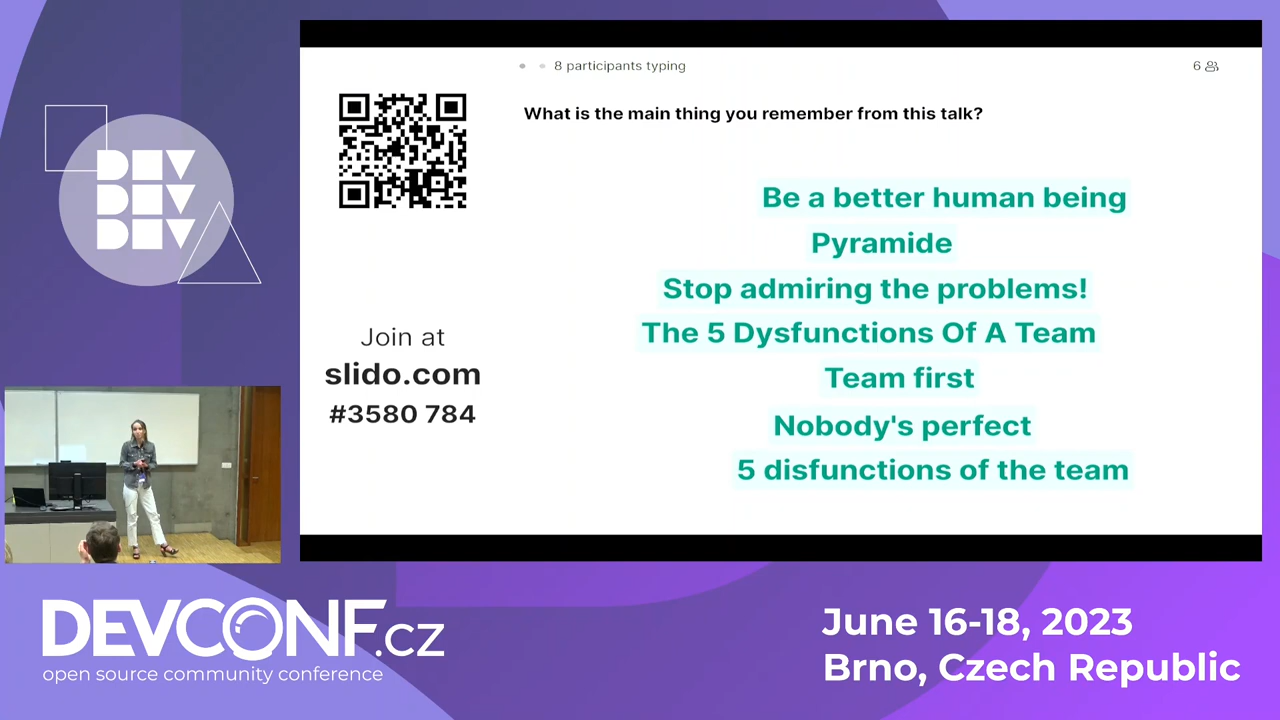 DEV
DEV
DEV
8 participants typing
6
What is the main thing you remember from this talk?
Be a better human being
Pyramide
Stop admiring the problems!
The 5 Dysfunctions Of A Team
Team first
Nobody's perfect
5 disfunctions of the team
Join at
slido.com
#3580 784
DEVCONF.cz
open source community conference
June 16-18, 2023
Brno, Czech Republic